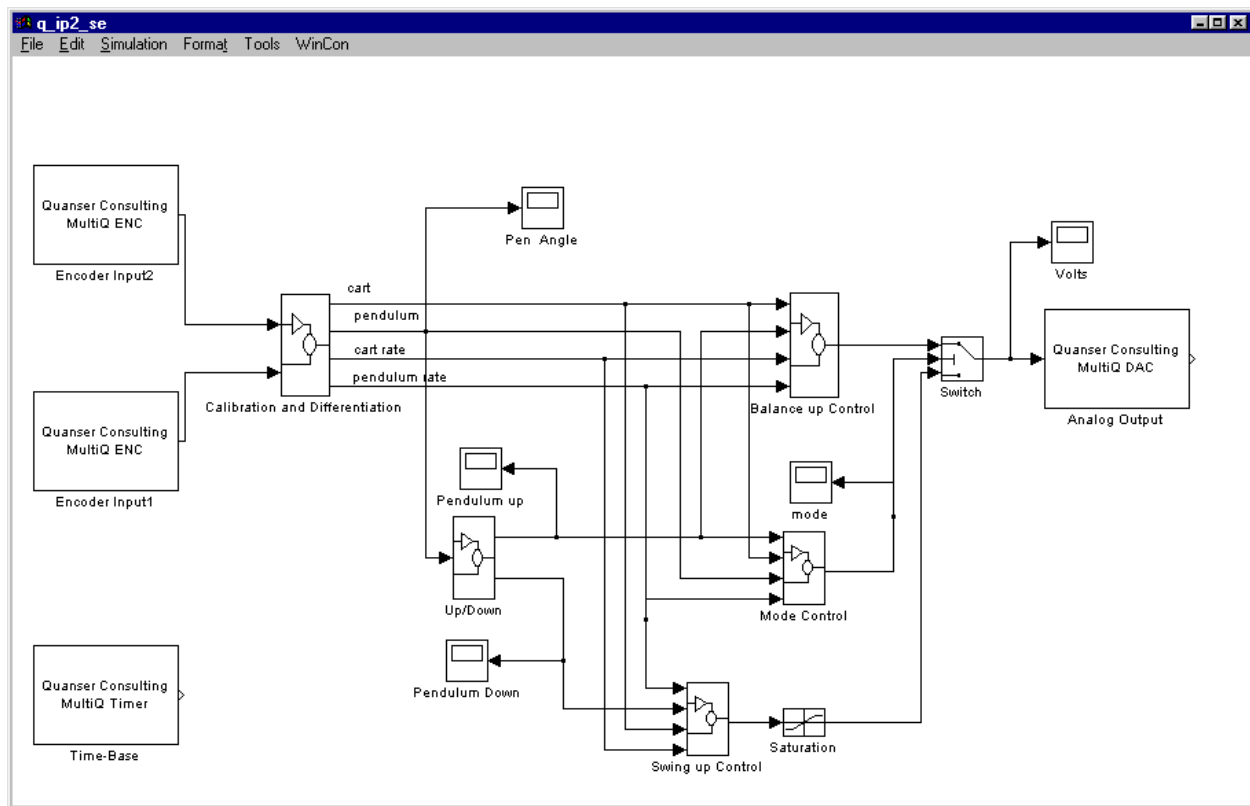 q_ip2_se
File Edit Simulation Format Tools WinCon
Quanser Consulting
MultiQ ENC
Encoder Input2
Pen Angle
Volts
cart
pendulum
cart rate
pendulum rate
Calibration and Differentiation
Balance up Control
Switch
Quanser Consulting
MultiQ DAC
Analog Output
Quanser Consulting
MultiQ ENC
Encoder Input1
Pendulum up
mode
Up/Down
Mode Control
Pendulum Down
Quanser Consulting
MultiQ Timer
Time-Base
Swing up Control
Saturation